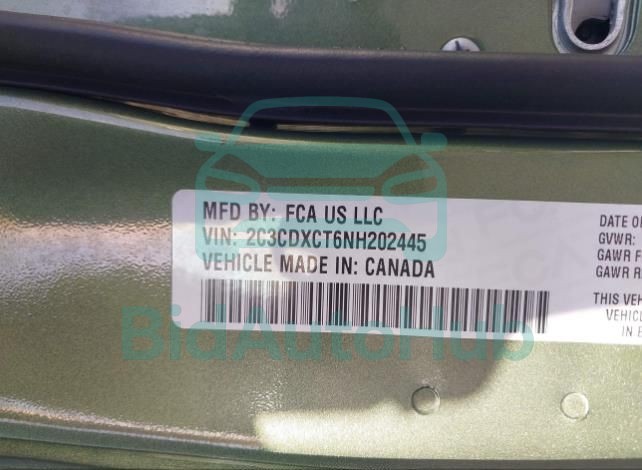 MFD BY: FCA US LLC
VIN: 2C3CDXCT6NH202445
VEHICLE MADE IN: CANADA
DATE O
GVWR:
GAWR F
GAWR R
THIS VEH
VEHICL
IN E
BidAutoHub